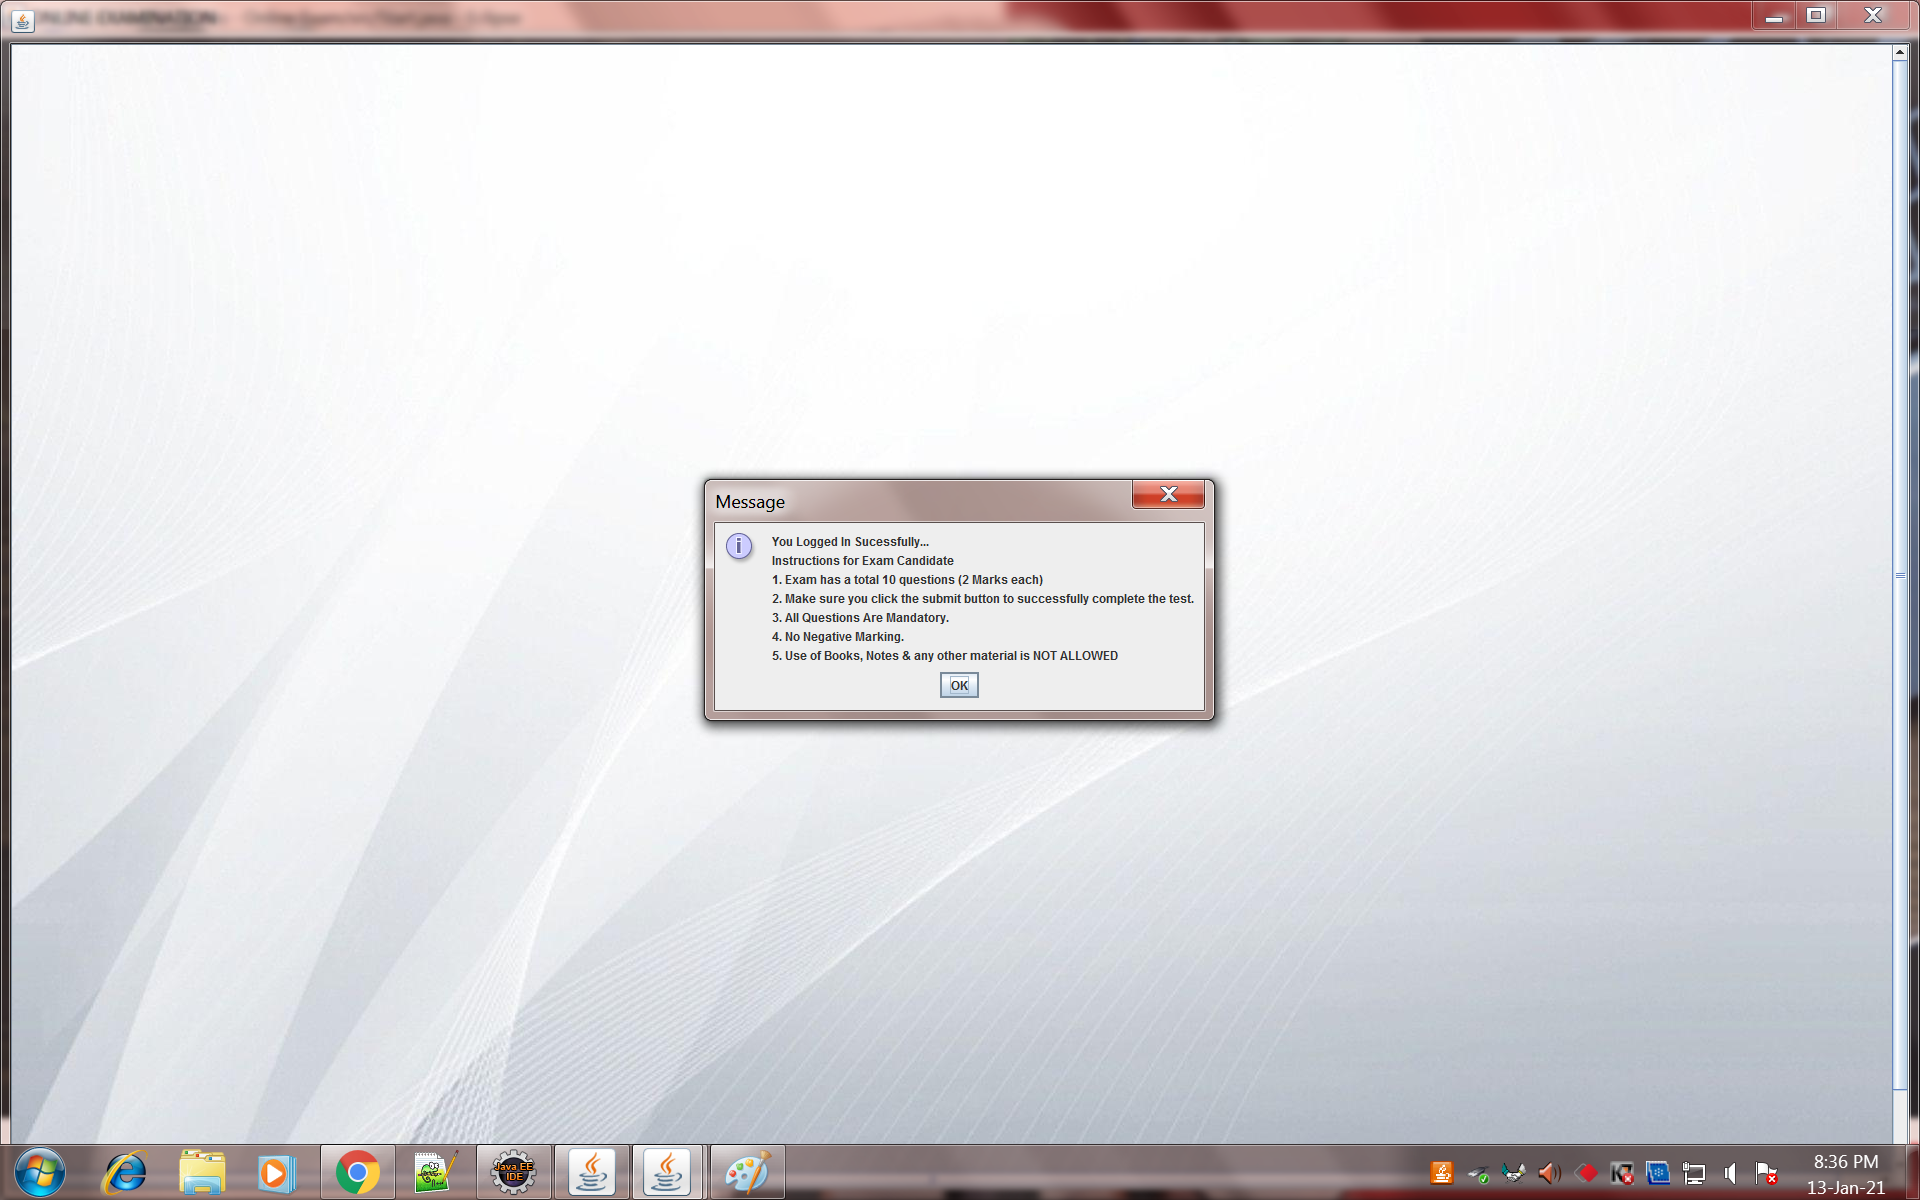 ONLINE EXAMINATION
Message
You Logged In Sucessfully...
Instructions for Exam Candidate
1. Exam has a total 10 questions (2 Marks each)
2. Make sure you click the submit button to successfully complete the test.
3. All Questions Are Mandatory.
4. No Negative Marking.
5. Use of Books, Notes & any other material is NOT ALLOWED
OK
Java EE
IDE
8:36 PM
13-Jan-21